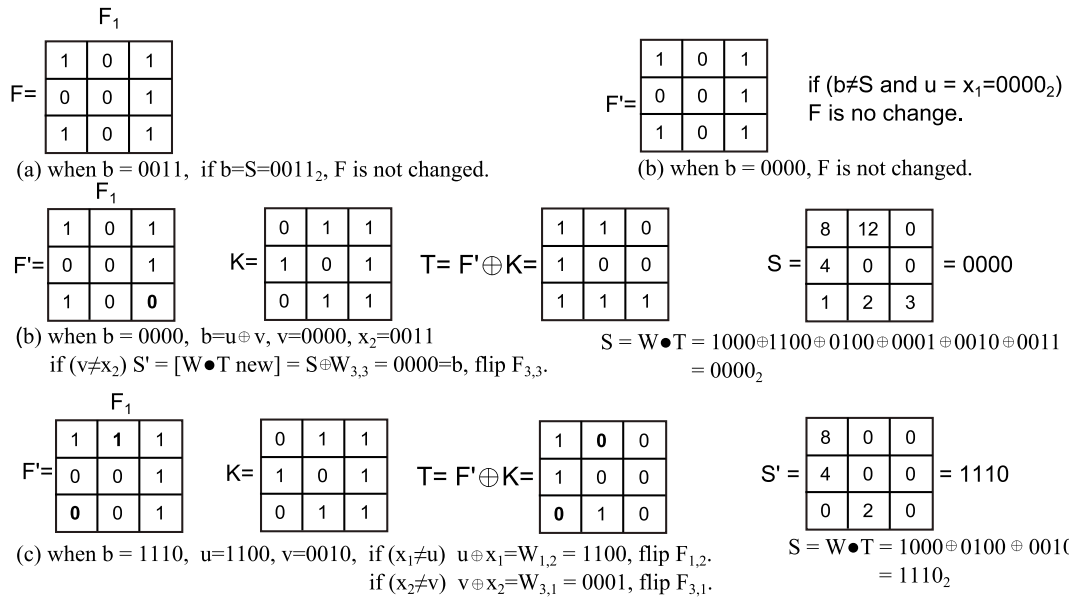 F₁
F=
1 0 1
0 0 1
1 0 1
(a) when b = 0011, if b=S=0011₂, F is not changed.
F'=
1 0 1
0 0 1
1 0 1
if (b≠S and u = x₁=0000₂)
F is no change.
(b) when b = 0000, F is not changed.
F₁
F'=
1 0 1
0 0 1
1 0 0
K=
0 1 1
1 0 1
0 1 1
T= F'⊕K=
1 1 0
1 0 0
1 1 1
S =
8 12 0
4 0 0
1 2 3
= 0000
(b) when b = 0000, b=u⊕v, v=0000, x₂=0011
if (v≠x₂) S' = [W●T new] = S⊕W₃,₃ = 0000=b, flip F₃,₃.
S = W●T = 1000⊕1100⊕0100⊕0001⊕0010⊕0011
= 0000₂
F₁
F'=
1 1 1
0 0 1
0 0 1
K=
0 1 1
1 0 1
0 1 1
T= F'⊕K=
1 0 0
1 0 0
0 1 0
S' =
8 0 0
4 0 0
0 2 0
= 1110
(c) when b = 1110, u=1100, v=0010, if (x₁≠u) u⊕x₁=W₁,₂ = 1100, flip F₁,₂.
if (x₂≠v) v⊕x₂=W₃,₁ = 0001, flip F₃,₁.
S = W●T = 1000⊕0100 ⊕ 0010
= 1110₂